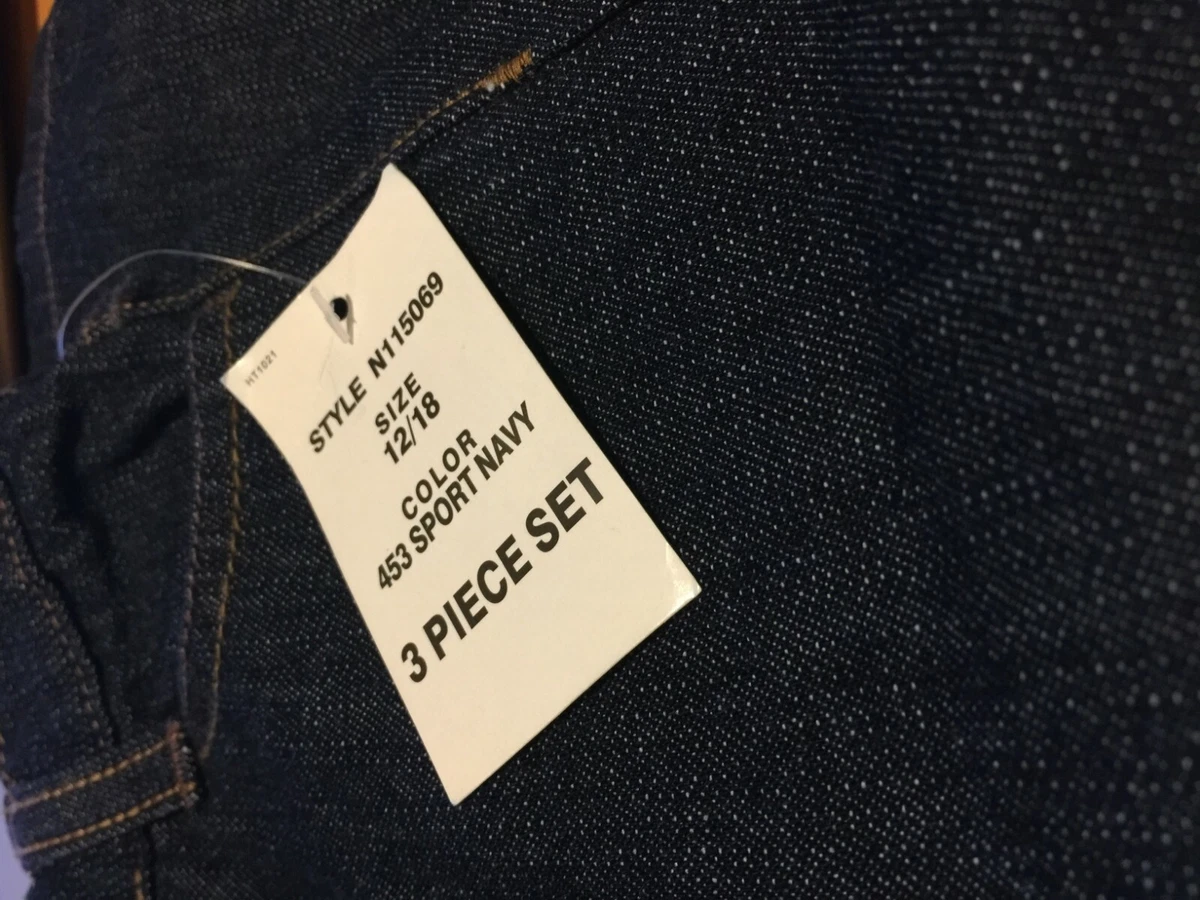 HT1021
STYLE N115069
SIZE
12/18
COLOR
453 SPORT NAVY
3 PIECE SET